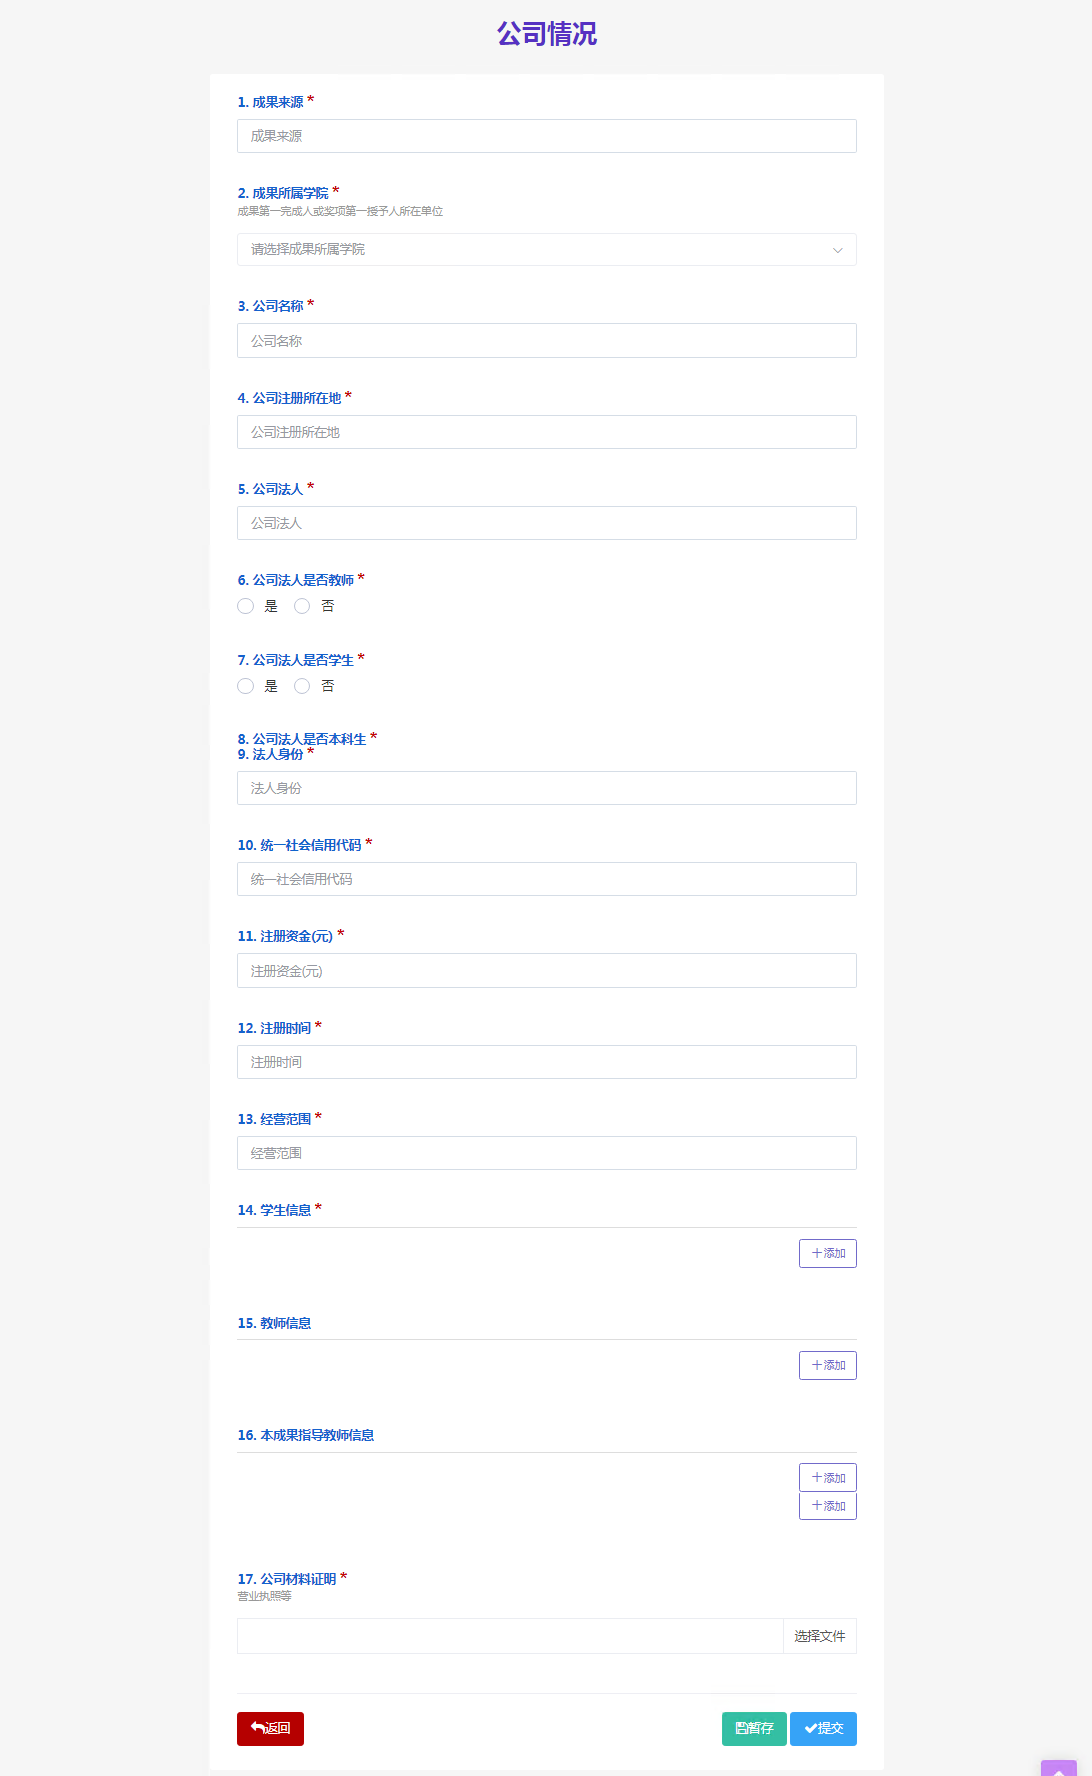 公司情况
1. 成果来源 *
成果来源
2. 成果所属学院 *
成果第一完成人或奖项第一授予人所在单位
请选择成果所属学院
3. 公司名称 *
公司名称
4. 公司注册所在地 *
公司注册所在地
5. 公司法人 *
公司法人
6. 公司法人是否教师 *
是 否
7. 公司法人是否学生 *
是 否
8. 公司法人是否本科生 *
9. 法人身份 *
法人身份
10. 统一社会信用代码 *
统一社会信用代码
11. 注册资金(元) *
注册资金(元)
12. 注册时间 *
注册时间
13. 经营范围 *
经营范围
14. 学生信息 *
+添加
15. 教师信息
+添加
16. 本成果指导教师信息
+添加
+添加
17. 公司材料证明 *
营业执照等
选择文件
返回 暂存 提交